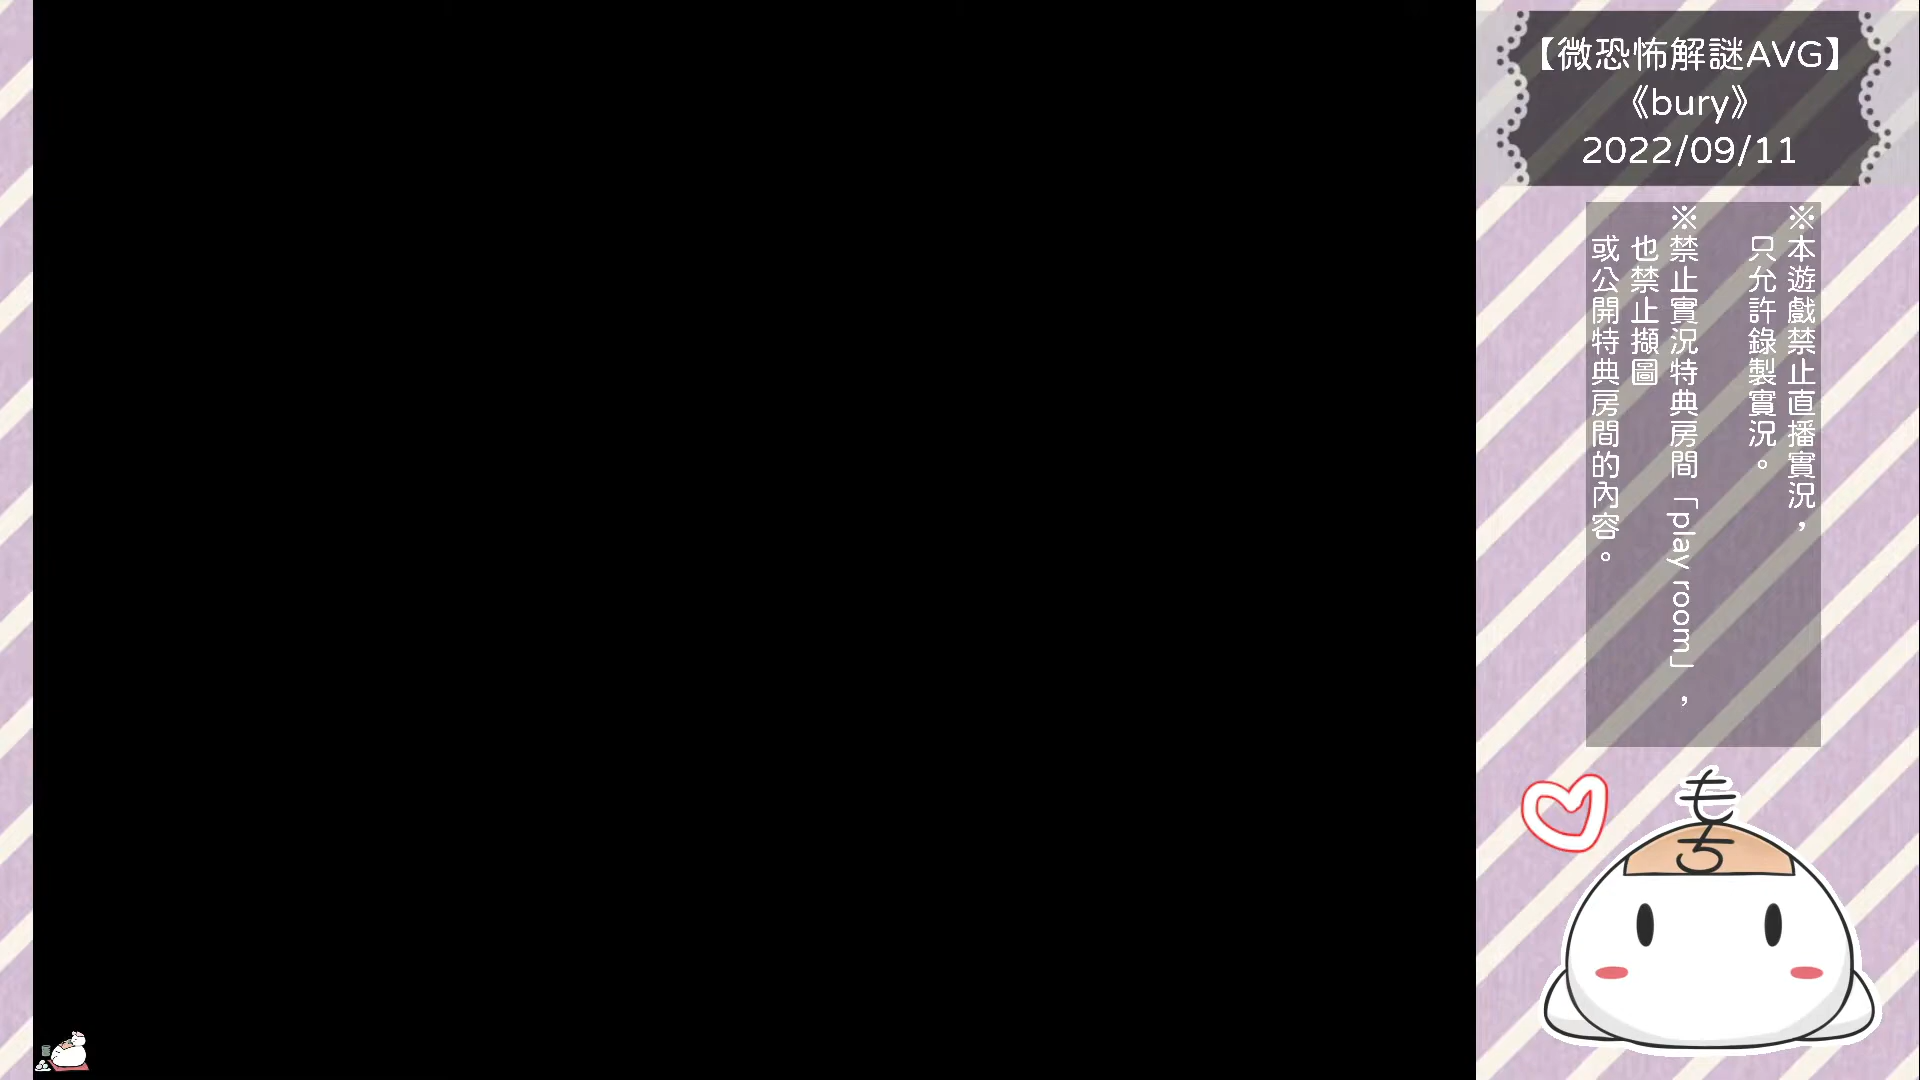 【微恐怖解謎AVG】
《bury》
2022/09/11
※本遊戲禁止直播實況，
只允許錄製實況。
※禁止實況特典房間「play room」，
也禁止擷圖
或公開特典房間的內容。
もち